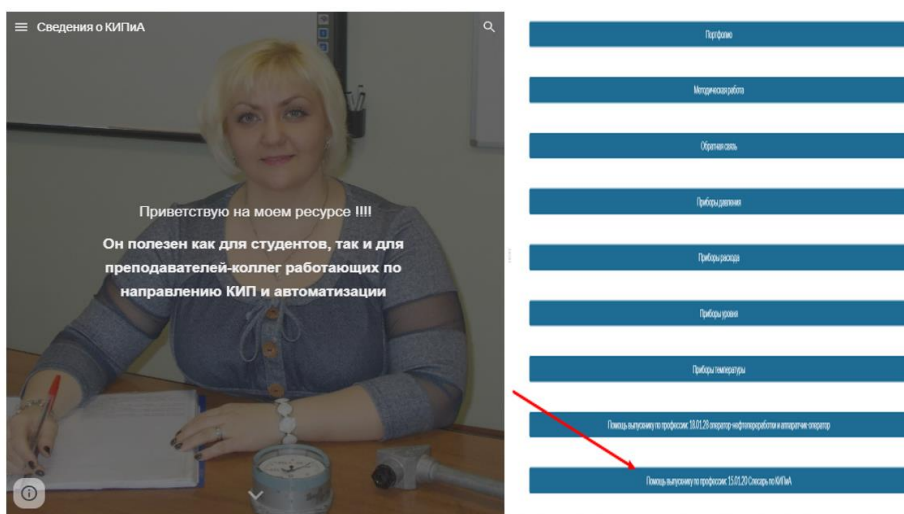 Сведения о КИПиА
Приветствую на моем ресурсе !!!!
Он полезен как для студентов, так и для
преподавателей-коллег работающих по
направлению КИП и автоматизации
Портфолио
Методическая работа
Обратная связь
Приборы давления
Приборы расхода
Приборы уровня
Приборы температуры
Помощь выпускнику по профессии: 18.01.28 оператор-нефтепереработки и аппаратчик-оператор
Помощь выпускнику по профессии: 15.01.20 Слесарь по КИПиА